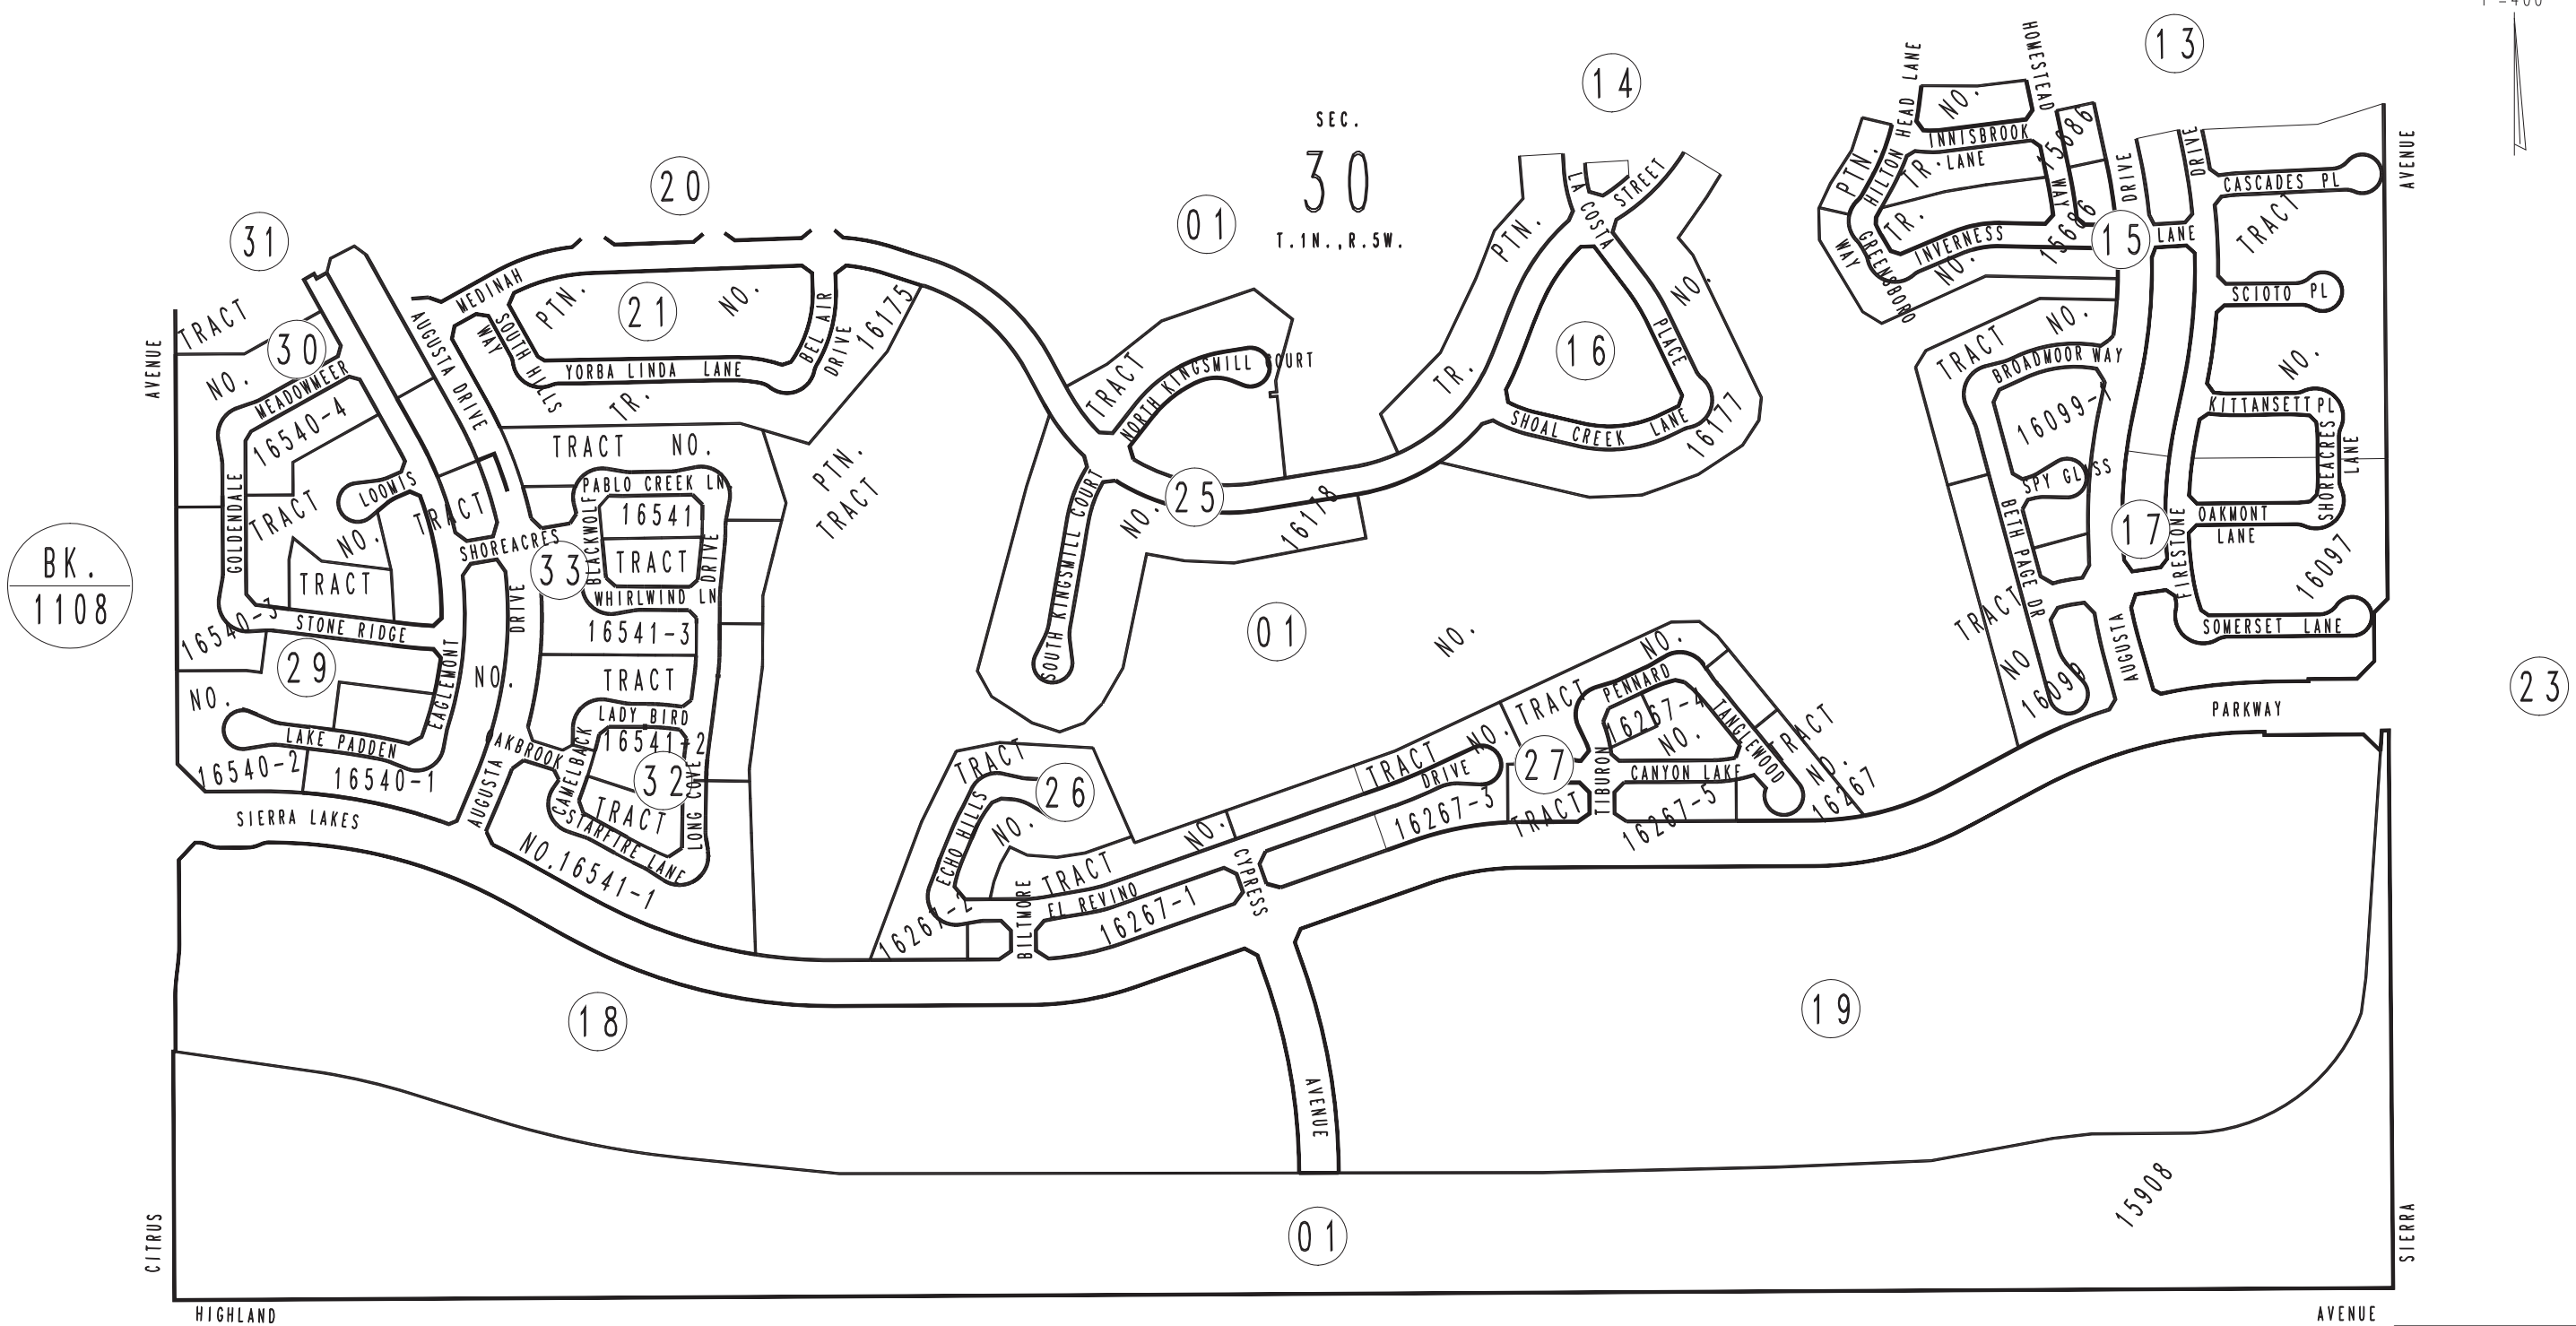 1"=400'
13
14
SEC.
30
T.1N.,R.5W.
01
20
31
HILTON HEAD LANE
HOMESTEAD WAY
NO.
INNISBROOK
LANE
TR.
PTN.
15886
TR.
INVERNESS
NO.
15686
GREENSBORO
WAY
15
LANE
DRIVE
DRIVE
CASCADES PL
AVENUE
TRACT
SCIOTO PL
NO.
KITTANSETT PL
SHOREACRES
LANE
OAKMONT
LANE
16097
FIRESTONE
SOMERSET LANE
17
TRACT
NO.
BROADMOOR WAY
16099-1
SPY GLASS
BETH PAGE DR
TRACT
NO
16099
AUGUSTA
PARKWAY
23
LA COSTA
STREET
PTN.
NO.
PLACE
16
TR.
SHOAL CREEK LANE
16177
MEDINAH
WAY
SOUTH HILLS
PTN.
21
NO.
BEL AIR
DRIVE
16175
YORBA LINDA LANE
TR.
TRACT
NORTH KINGSMILL COURT
25
NO.
16178
SOUTH KINGSMILL COURT
PTN.
TRACT
NO.
01
AVENUE
TRACT
30
NO.
MEADOWMEER
16540-4
AUGUSTA DRIVE
GOLDENDALE
TRACT
NO.
LOOMIS
TRACT
TRACT
SHOREACRES
16540-3
STONE RIDGE
29
NO.
EAGLEMONT
NO.
LAKE PADDEN
16540-2
16540-1
BK.
1108
TRACT NO.
PABLO CREEK LN
16541
TRACT
BLACKWOLF
DRIVE
33
WHIRLWIND LN
DRIVE
16541-3
TRACT
LADY BIRD
16541-2
OAKBROOK
CAMELBACK
32
TRACT
LONG COVE
STARFIRE LANE
AUGUSTA
NO.16541-1
SIERRA LAKES
TRACT
26
ECHO HILLS
NO.
TRACT
NO.
16267-2
BILTMORE
EL REVINO
16267-1
CYPRESS
TRACT
NO.
DRIVE
16267-3
TRACT
NO.
PENNARD
27
16267-4
NO.
TIBURON
TANGLEWOOD
CANYON LAKE
TRACT
16267-5
TRACT
NO.
16267
18
19
AVENUE
15908
01
CITRUS
SIERRA
HIGHLAND
AVENUE